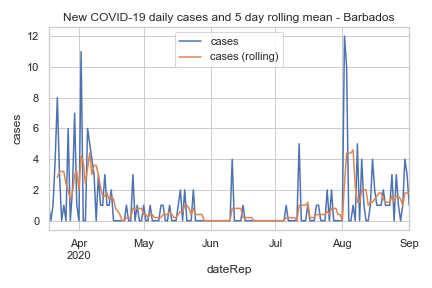 New COVID-19 daily cases and 5 day rolling mean - Barbados
cases
cases (rolling)
12
10
8
6
4
2
0
cases
Apr
2020
May
Jun
Jul
Aug
Sep
dateRep